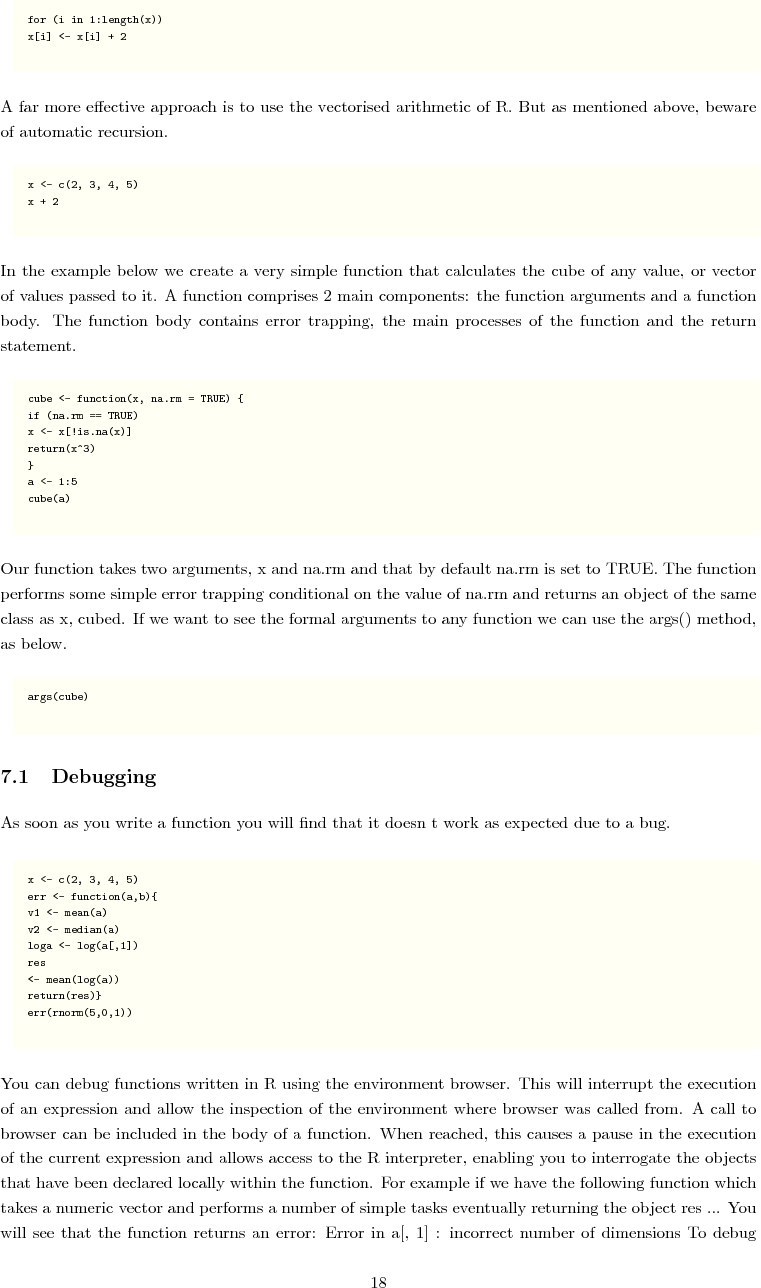 for (i in 1:length(x))
x[i] <- x[i] + 2
A far more effective approach is to use the vectorised arithmetic of R. But as mentioned above, beware
of automatic recursion.
x <- c(2, 3, 4, 5)
x + 2
In the example below we create a very simple function that calculates the cube of any value, or vector
of values passed to it. A function comprises 2 main components: the function arguments and a function
body. The function body contains error trapping, the main processes of the function and the return
statement.
cube <- function(x, na.rm = TRUE) {
if (na.rm == TRUE)
x <- x[!is.na(x)]
return(x^3)
}
a <- 1:5
cube(a)
Our function takes two arguments, x and na.rm and that by default na.rm is set to TRUE. The function
performs some simple error trapping conditional on the value of na.rm and returns an object of the same
class as x, cubed. If we want to see the formal arguments to any function we can use the args() method,
as below.
args(cube)
7.1 Debugging
As soon as you write a function you will find that it doesn t work as expected due to a bug.
x <- c(2, 3, 4, 5)
err <- function(a,b){
v1 <- mean(a)
v2 <- median(a)
loga <- log(a[,1])
res
<- mean(log(a))
return(res)}
err(rnorm(5,0,1))
You can debug functions written in R using the environment browser. This will interrupt the execution
of an expression and allow the inspection of the environment where browser was called from. A call to
browser can be included in the body of a function. When reached, this causes a pause in the execution
of the current expression and allows access to the R interpreter, enabling you to interrogate the objects
that have been declared locally within the function. For example if we have the following function which
takes a numeric vector and performs a number of simple tasks eventually returning the object res ... You
will see that the function returns an error: Error in a[, 1] : incorrect number of dimensions To debug
18